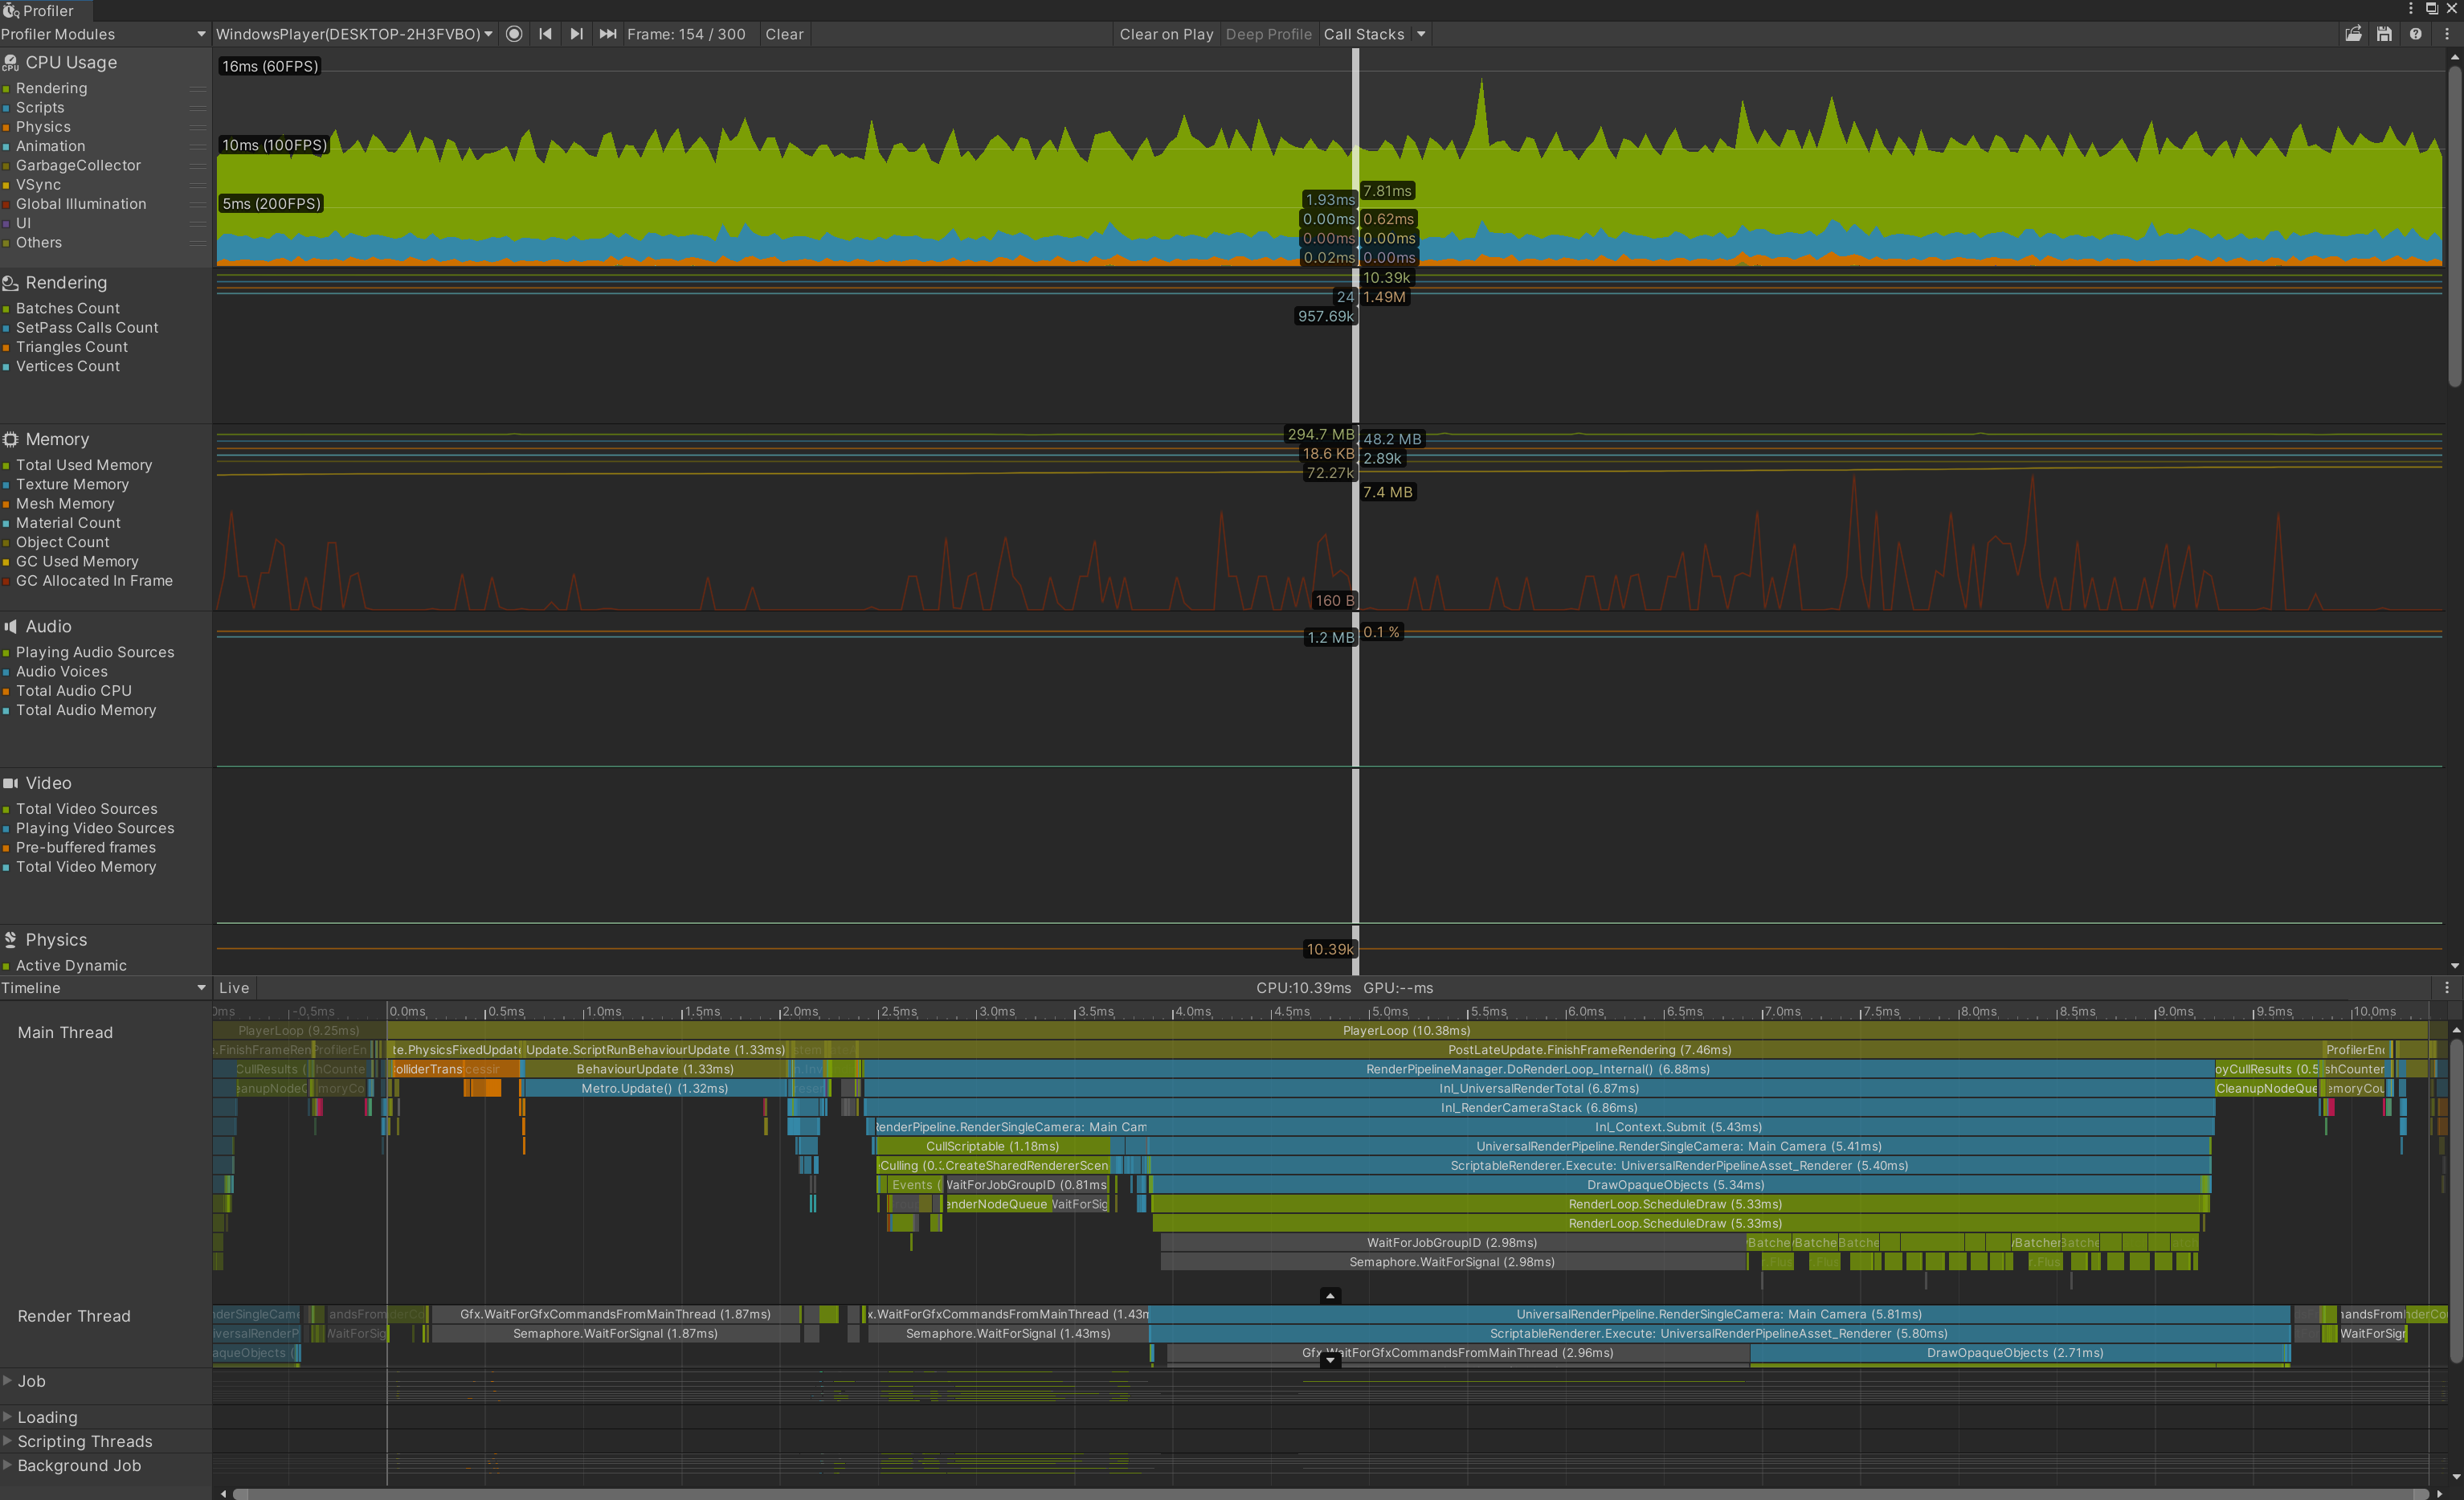 Profiler
Profiler Modules
WindowsPlayer(DESKTOP-2H3FVBO)
Frame: 154 / 300
Clear
Clear on Play
Deep Profile
Call Stacks
CPU Usage
Rendering
Scripts
Physics
Animation
GarbageCollector
VSync
Global Illumination
UI
Others
16ms (60FPS)
10ms (100FPS)
5ms (200FPS)
7.81ms
1.93ms
0.00ms
0.62ms
0.00ms
0.00ms
0.02ms
0.00ms
Rendering
Batches Count
SetPass Calls Count
Triangles Count
Vertices Count
10.39k
24
1.49M
957.69k
Memory
Total Used Memory
Texture Memory
Mesh Memory
Material Count
Object Count
GC Used Memory
GC Allocated In Frame
294.7 MB
48.2 MB
18.6 KB
2.89k
72.27k
7.4 MB
160 B
Audio
Playing Audio Sources
Audio Voices
Total Audio CPU
Total Audio Memory
0.1 %
1.2 MB
Video
Total Video Sources
Playing Video Sources
Pre-buffered frames
Total Video Memory
Physics
Active Dynamic
10.39k
Timeline
Live
CPU:10.39ms GPU:--ms
-0.5ms 0.0ms 0.5ms 1.0ms 1.5ms 2.0ms 2.5ms 3.0ms 3.5ms 4.0ms 4.5ms 5.0ms 5.5ms 6.0ms 6.5ms 7.0ms 7.5ms 8.0ms 8.5ms 9.0ms 9.5ms 10.0ms
Main Thread
PlayerLoop (9.25ms)
PlayerLoop (10.38ms)
.FinishFrameRen
ProfilerEn
te.PhysicsFixedUpdate
Update.ScriptRunBehaviourUpdate (1.33ms)
PostLateUpdate.FinishFrameRendering (7.46ms)
ProfilerEnd
CullResults (
shCounte
olliderTrans
BehaviourUpdate (1.33ms)
RenderPipelineManager.DoRenderLoop_Internal() (6.88ms)
oyCullResults (0.5
shCounter
eanupNodeQ
moryCo
Metro.Update() (1.32ms)
Inl_UniversalRenderTotal (6.87ms)
CleanupNodeQue
emoryCou
Inl_RenderCameraStack (6.86ms)
RenderPipeline.RenderSingleCamera: Main Cam
Inl_Context.Submit (5.43ms)
CullScriptable (1.18ms)
UniversalRenderPipeline.RenderSingleCamera: Main Camera (5.41ms)
Culling (0.
CreateSharedRendererScen
ScriptableRenderer.Execute: UniversalRenderPipelineAsset_Renderer (5.40ms)
Events (
WaitForJobGroupID (0.81ms
DrawOpaqueObjects (5.34ms)
enderNodeQueue
WaitForSig
RenderLoop.ScheduleDraw (5.33ms)
RenderLoop.ScheduleDraw (5.33ms)
WaitForJobGroupID (2.98ms)
Batche
Batche
Batche
Batcher
Batche
Semaphore.WaitForSignal (2.98ms)
r.Flus
.Flus
r.Flus
Render Thread
nderSingleCame
andsFrom
Gfx.WaitForGfxCommandsFromMainThread (1.87ms)
x.WaitForGfxCommandsFromMainThread (1.43m
UniversalRenderPipeline.RenderSingleCamera: Main Camera (5.81ms)
nandsFrom
nderCo
iversalRenderP
WaitForSig
Semaphore.WaitForSignal (1.87ms)
Semaphore.WaitForSignal (1.43ms)
ScriptableRenderer.Execute: UniversalRenderPipelineAsset_Renderer (5.80ms)
WaitForSign
aqueObjects (
Gfx.WaitForGfxCommandsFromMainThread (2.96ms)
DrawOpaqueObjects (2.71ms)
Job
Loading
Scripting Threads
Background Job